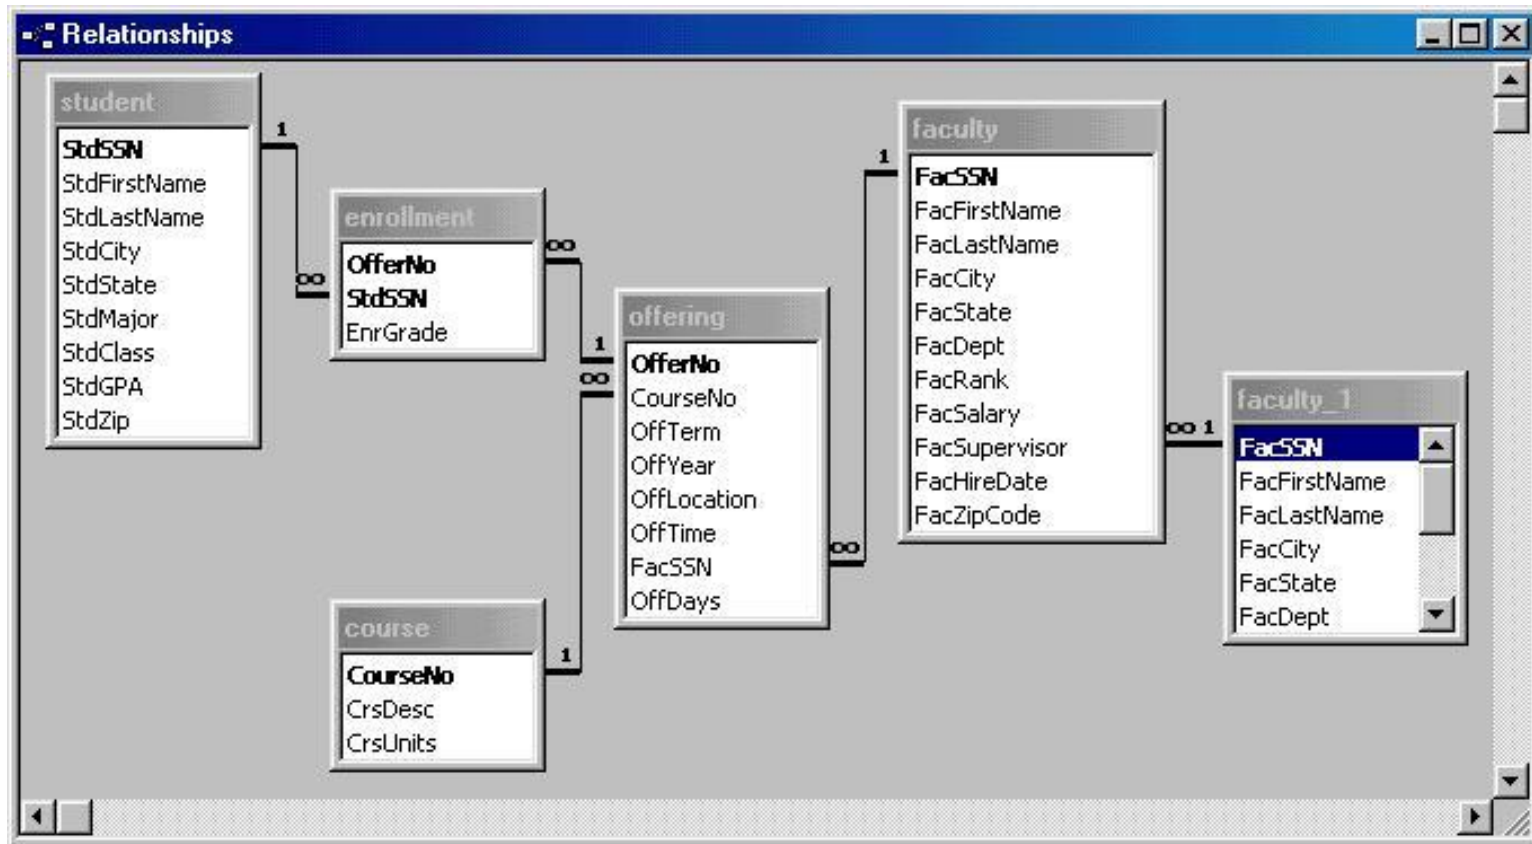 Relationships
student
StdSSN
StdFirstName
StdLastName
StdCity
StdState
StdMajor
StdClass
StdGPA
StdZip
1
∞
enrollment
OfferNo
StdSSN
EnrGrade
∞
1
∞
offering
OfferNo
CourseNo
OffTerm
OffYear
OffLocation
OffTime
FacSSN
OffDays
course
CourseNo
CrsDesc
CrsUnits
1
∞
1
faculty
FacSSN
FacFirstName
FacLastName
FacCity
FacState
FacDept
FacRank
FacSalary
FacSupervisor
FacHireDate
FacZipCode
∞ 1
faculty_1
FacSSN
FacFirstName
FacLastName
FacCity
FacState
FacDept